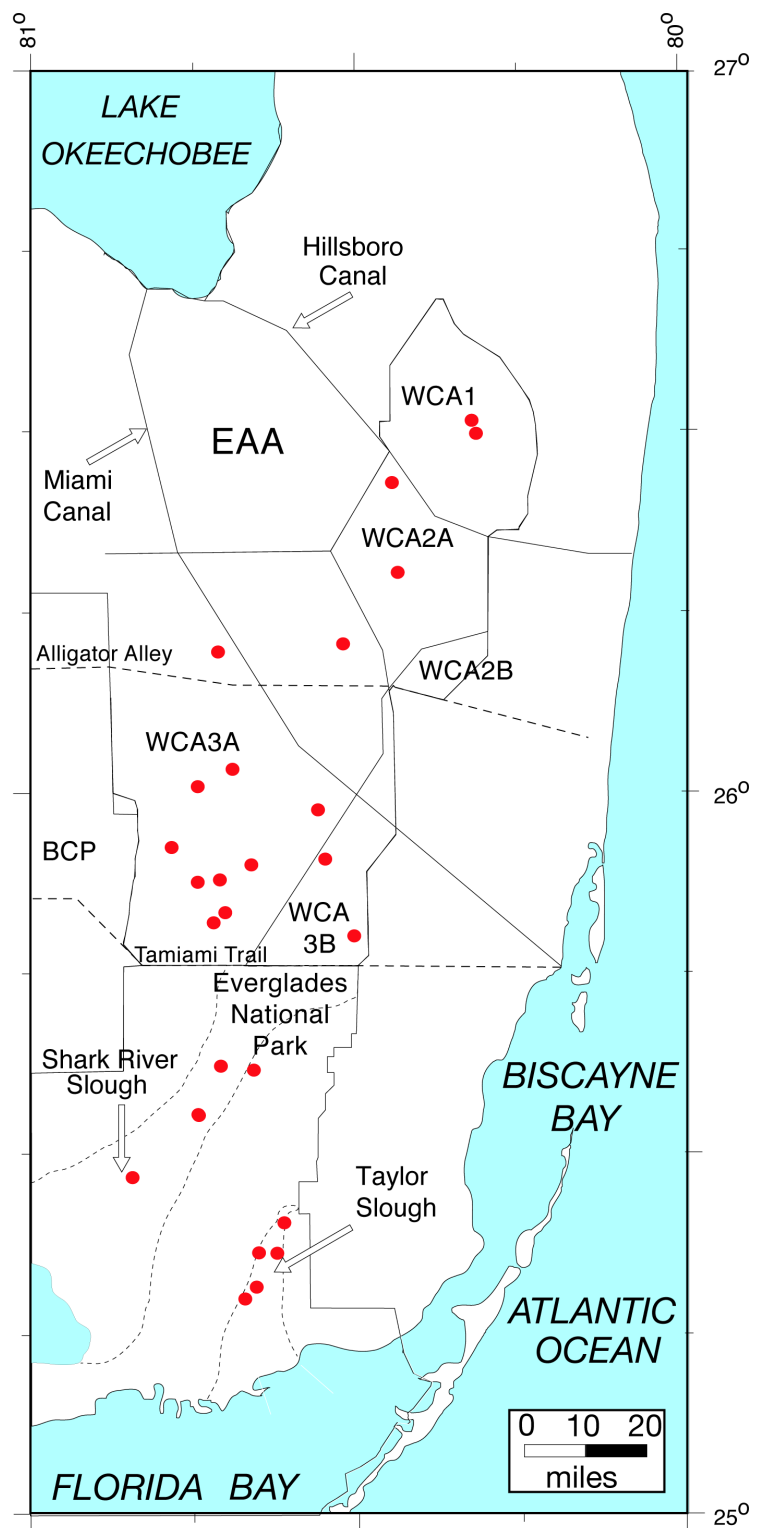 81°
80°
27°
LAKE
OKEECHOBEE
Hillsboro
Canal
WCA1
EAA
Miami
Canal
WCA2A
Alligator Alley
WCA2B
WCA3A
26°
BCP
WCA
3B
Tamiami Trail
Everglades
National
Park
Shark River
Slough
BISCAYNE
BAY
Taylor
Slough
ATLANTIC
OCEAN
0 10 20
miles
FLORIDA BAY
25°